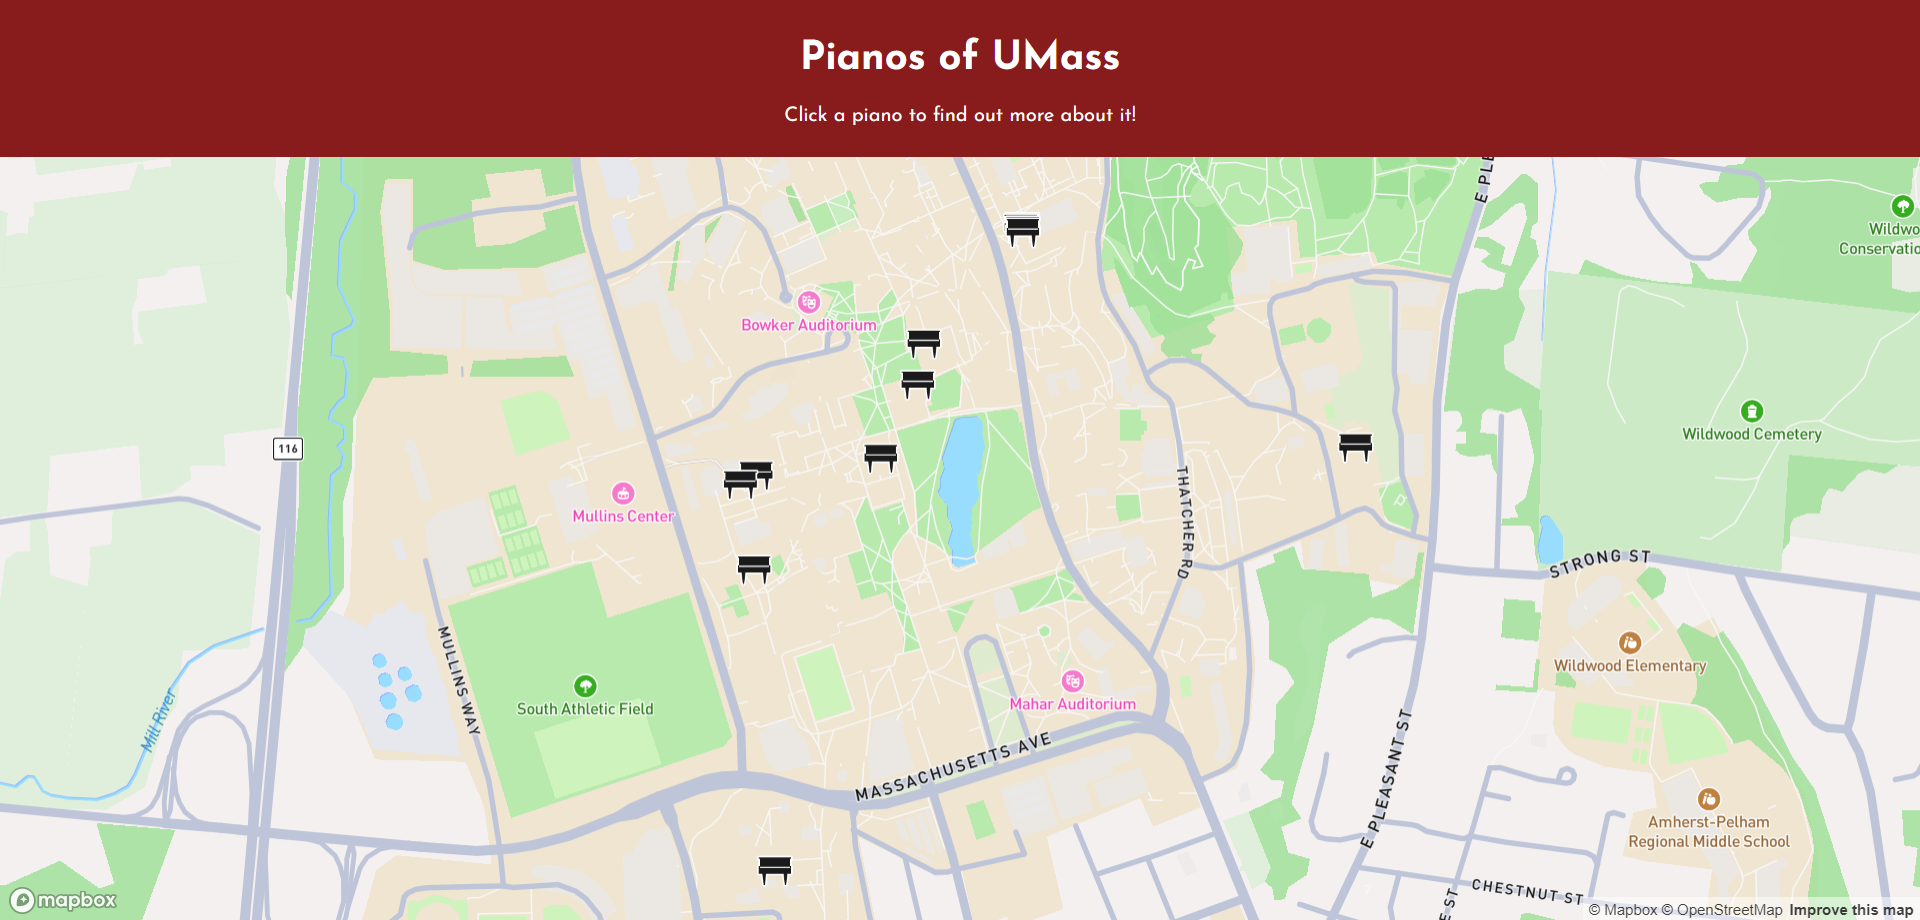 Pianos of UMass
Click a piano to find out more about it!
E PLE
Wildwo
Conservatio
Bowker Auditorium
Wildwood Cemetery
116
Mullins Center
THATCHER RD
STRONG ST
MULLINS WAY
Wildwood Elementary
Mill River
South Athletic Field
Mahar Auditorium
MASSACHUSETTS AVE
E PLEASANT ST
Amherst-Pelham
Regional Middle School
CHESTNUT ST
E ST
mapbox
© Mapbox © OpenStreetMap Improve this map